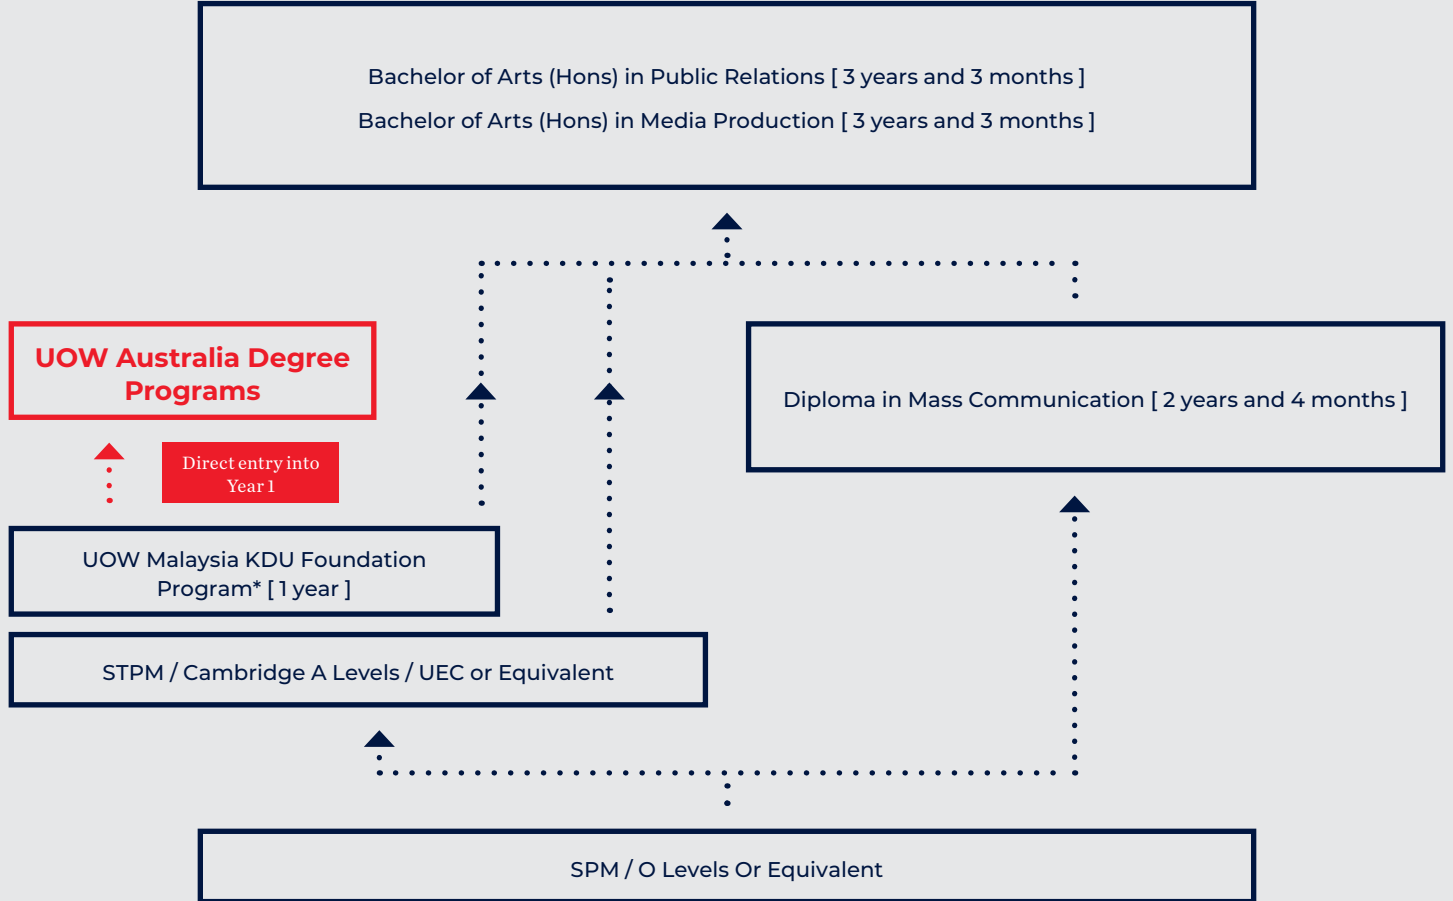 Bachelor of Arts (Hons) in Public Relations [ 3 years and 3 months ]
Bachelor of Arts (Hons) in Media Production [ 3 years and 3 months ]
UOW Australia Degree
Programs
Direct entry into
Year 1
Diploma in Mass Communication [ 2 years and 4 months ]
UOW Malaysia KDU Foundation
Program* [ 1 year ]
STPM / Cambridge A Levels / UEC or Equivalent
SPM / O Levels Or Equivalent